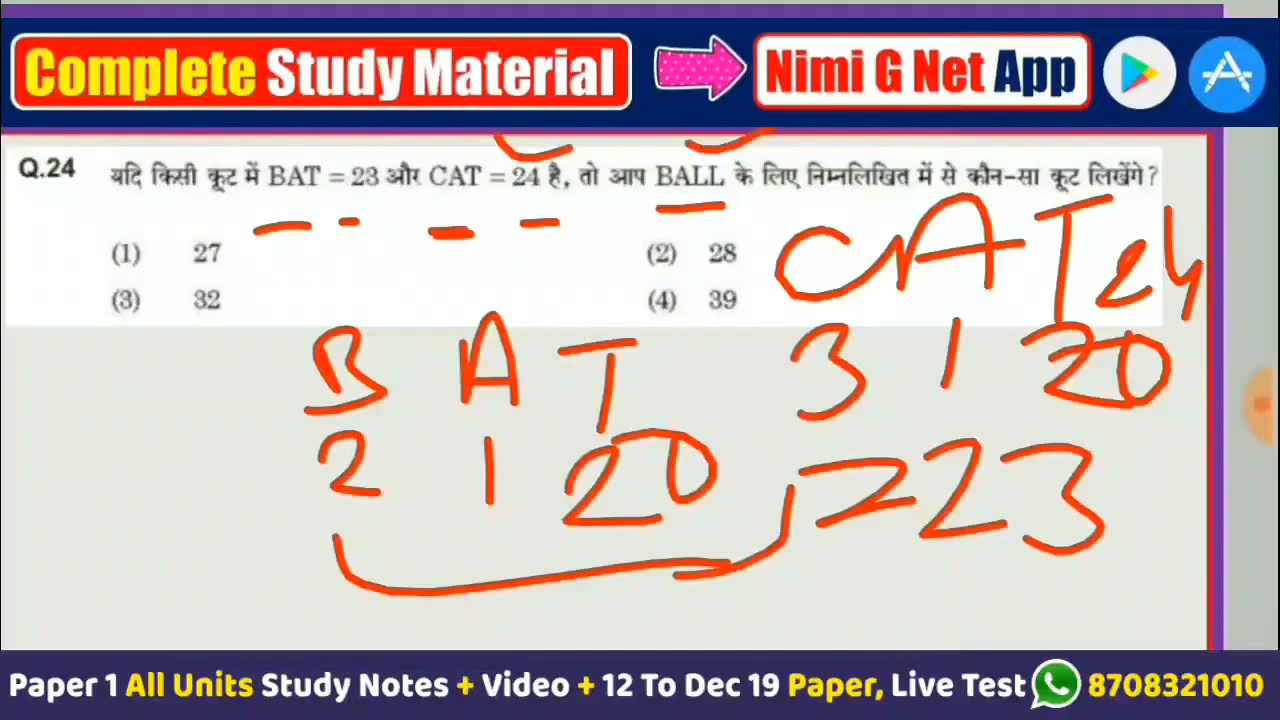 Complete Study Material Nimi G Net App
Q.24 यदि किसी कूट में BAT = 23 और CAT = 24 है, तो आप BALL के लिए निम्नलिखित में से कौन-सा कूट लिखेंगे?
(1) 27 (2) 28
(3) 32 (4) 39
CAT 24
3 1 20
B A T
2 1 20 = 23
Paper 1 All Units Study Notes + Video + 12 To Dec 19 Paper, Live Test 8708321010